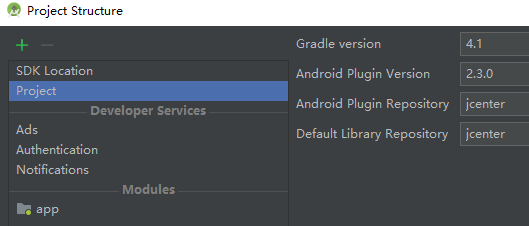 Project Structure
SDK Location
Project
Developer Services
Ads
Authentication
Notifications
Modules
app
Gradle version 4.1
Android Plugin Version 2.3.0
Android Plugin Repository jcenter
Default Library Repository jcenter